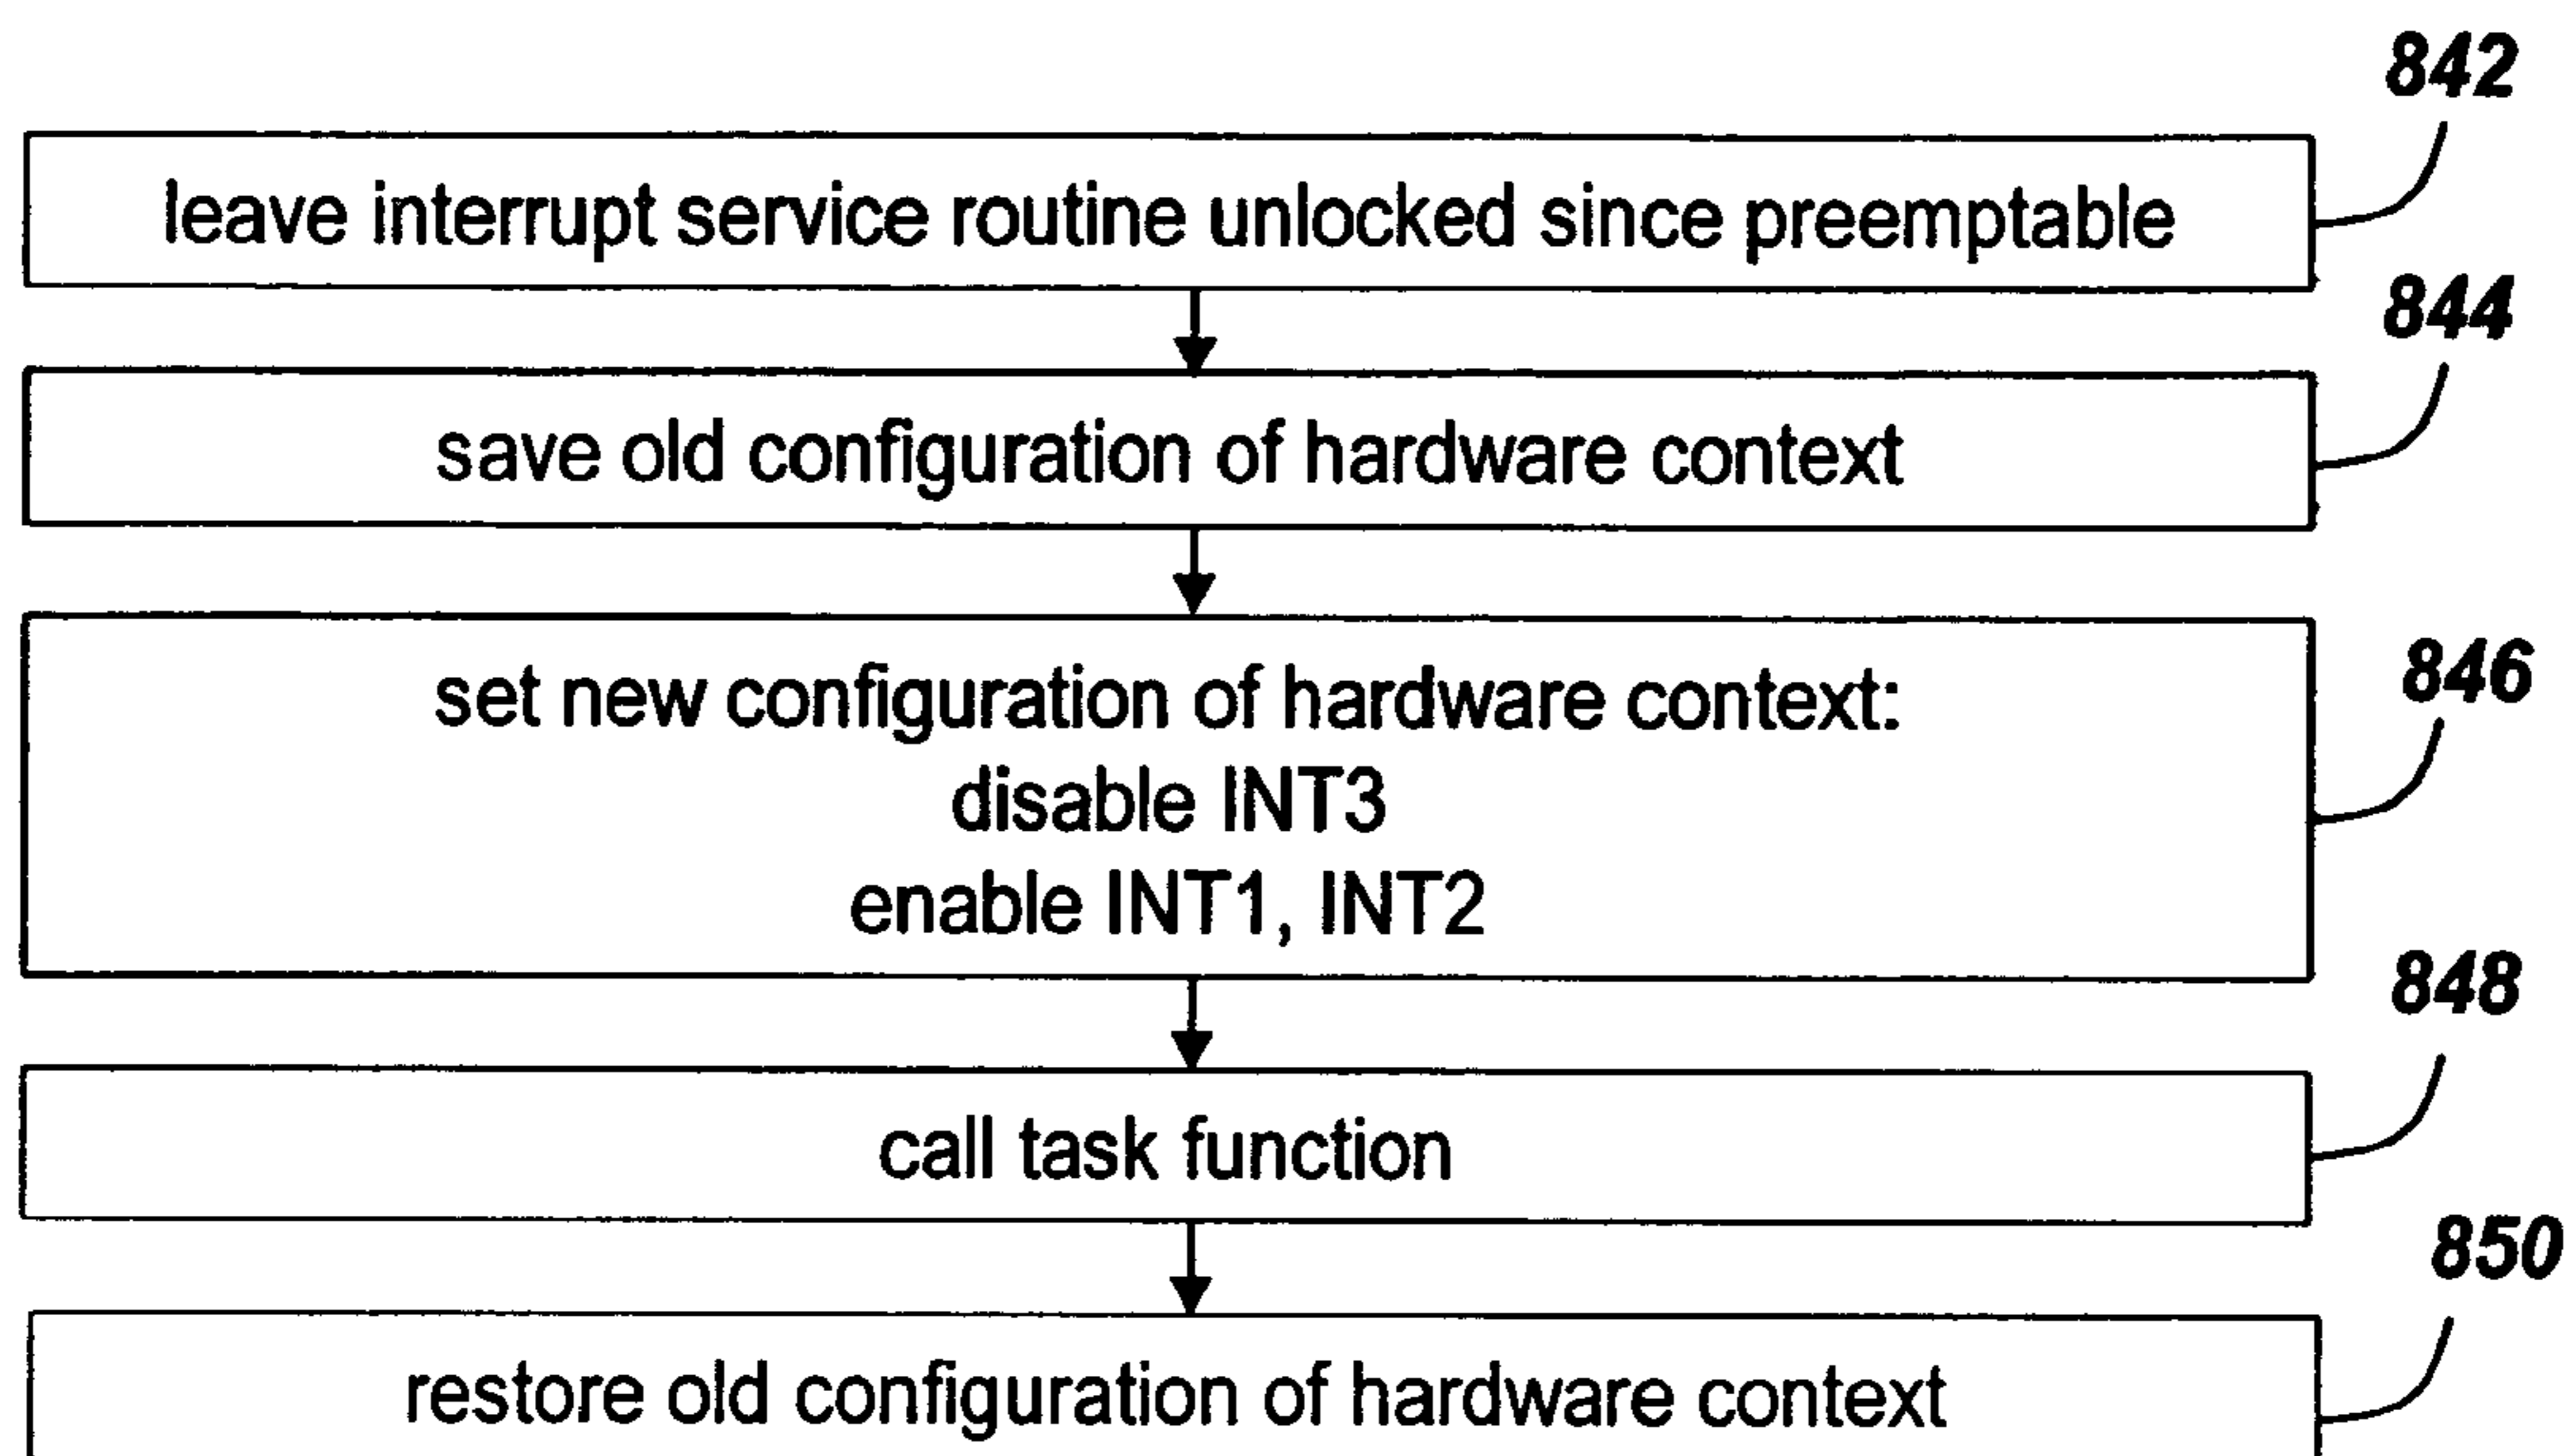 842
leave interrupt service routine unlocked since preemptable
844
save old configuration of hardware context
846
set new configuration of hardware context:
disable INT3
enable INT1, INT2
848
call task function
850
restore old configuration of hardware context